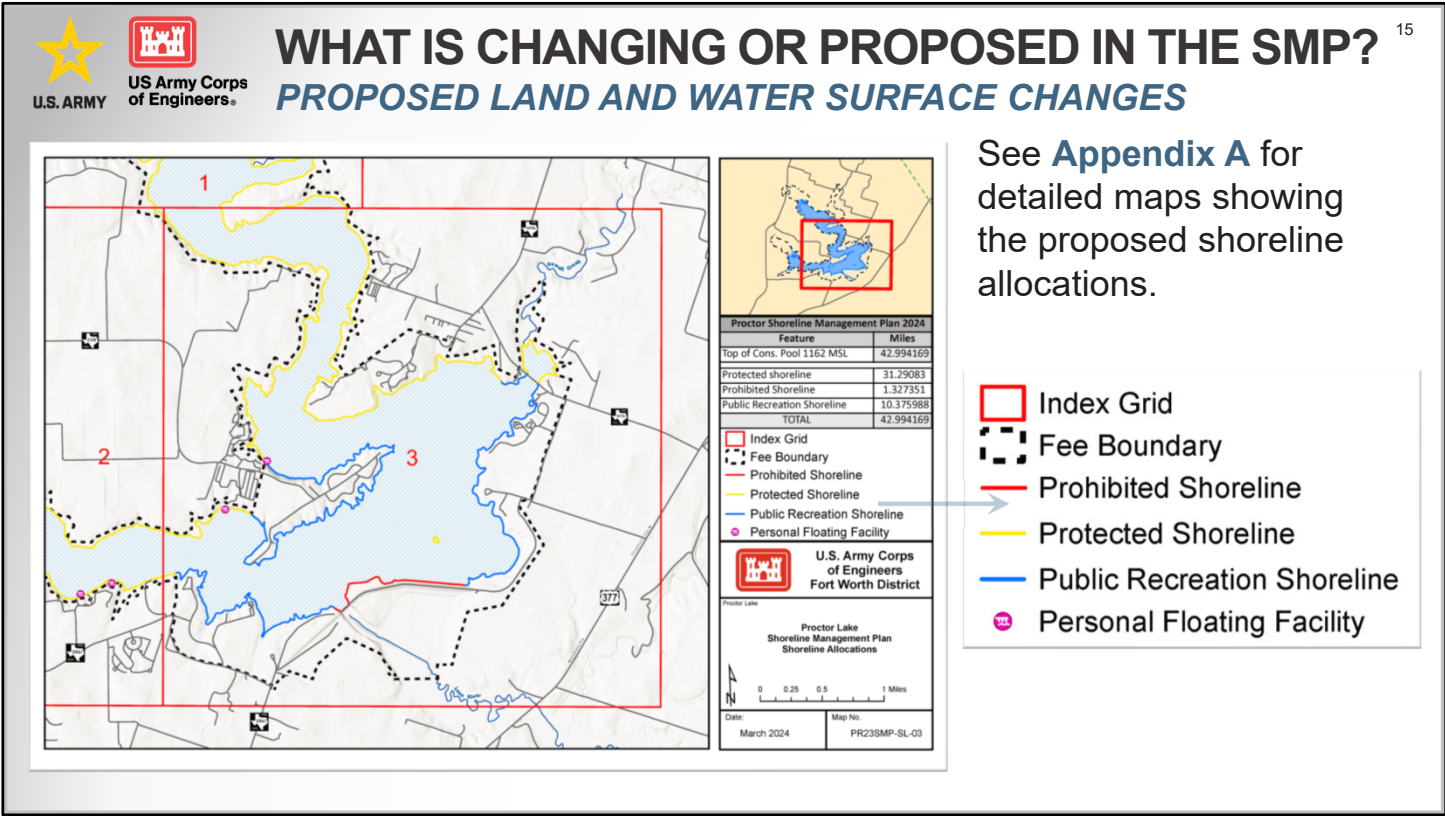 WHAT IS CHANGING OR PROPOSED IN THE SMP?
15
U.S. ARMY
US Army Corps
of Engineers®
PROPOSED LAND AND WATER SURFACE CHANGES
See Appendix A for
detailed maps showing
the proposed shoreline
allocations.
1
2
3
377
Proctor Shoreline Management Plan 2024
Feature Miles
Top of Cons. Pool 1162 MSL 42.994169
Protected shoreline 31.29083
Prohibited Shoreline 1.327351
Public Recreation Shoreline 10.375988
TOTAL 42.994169
Index Grid
Fee Boundary
Prohibited Shoreline
Protected Shoreline
Public Recreation Shoreline
Personal Floating Facility
U.S. Army Corps
of Engineers
Fort Worth District
Proctor Lake
Proctor Lake
Shoreline Management Plan
Shoreline Allocations
N
0 0.25 0.5 1 Miles
Date: Map No.
March 2024 PR23SMP-SL-03
Index Grid
Fee Boundary
Prohibited Shoreline
Protected Shoreline
Public Recreation Shoreline
Personal Floating Facility